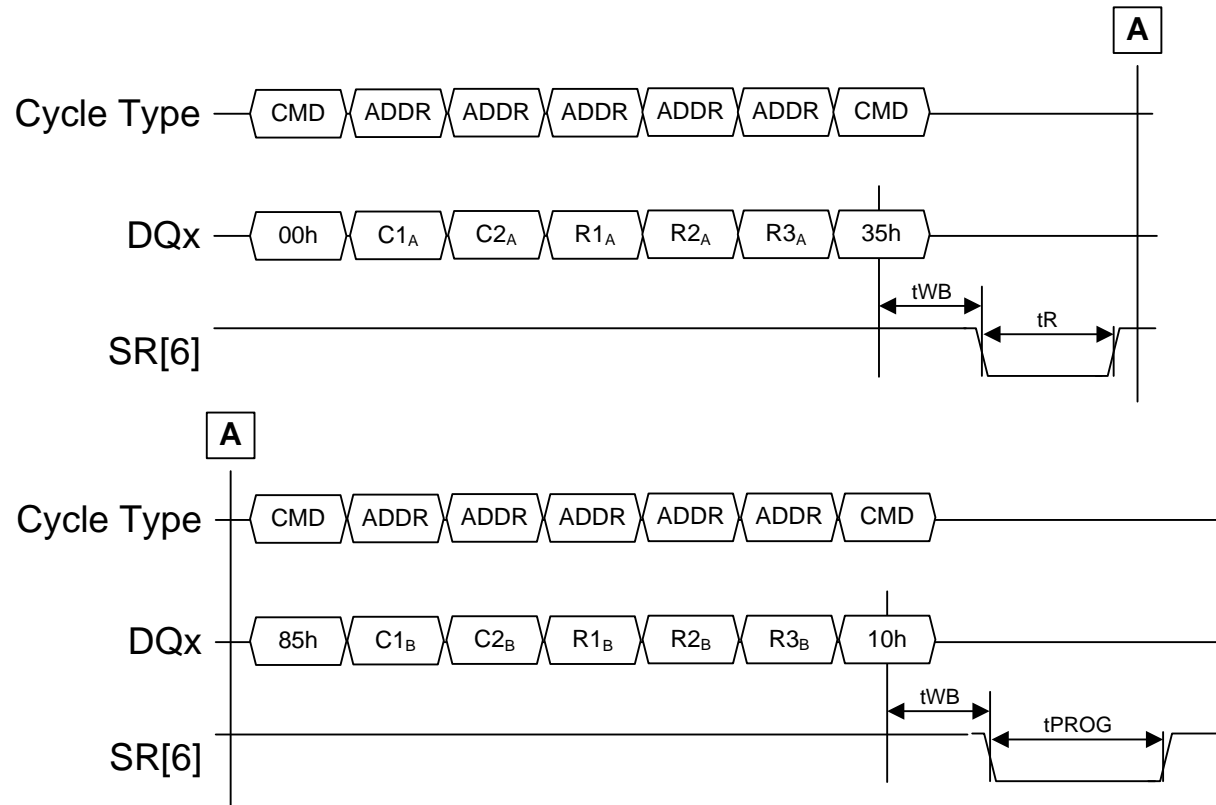 A
Cycle Type CMD ADDR ADDR ADDR ADDR ADDR CMD
DQx 00h C1A C2A R1A R2A R3A 35h
tWB
tR
SR[6]
A
Cycle Type CMD ADDR ADDR ADDR ADDR ADDR CMD
DQx 85h C1B C2B R1B R2B R3B 10h
tWB
tPROG
SR[6]